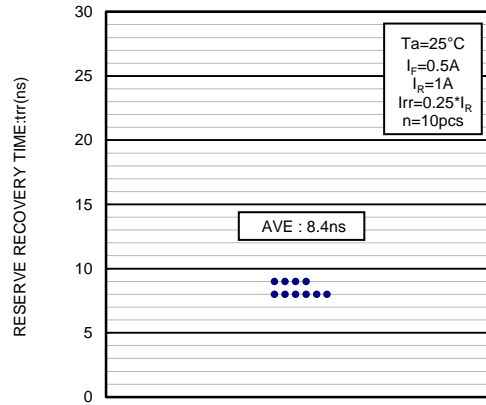 30
25
20
15
10
5
0
RESERVE RECOVERY TIME:trr(ns)
Ta=25°C
IF=0.5A
IR=1A
Irr=0.25*IR
n=10pcs
AVE : 8.4ns